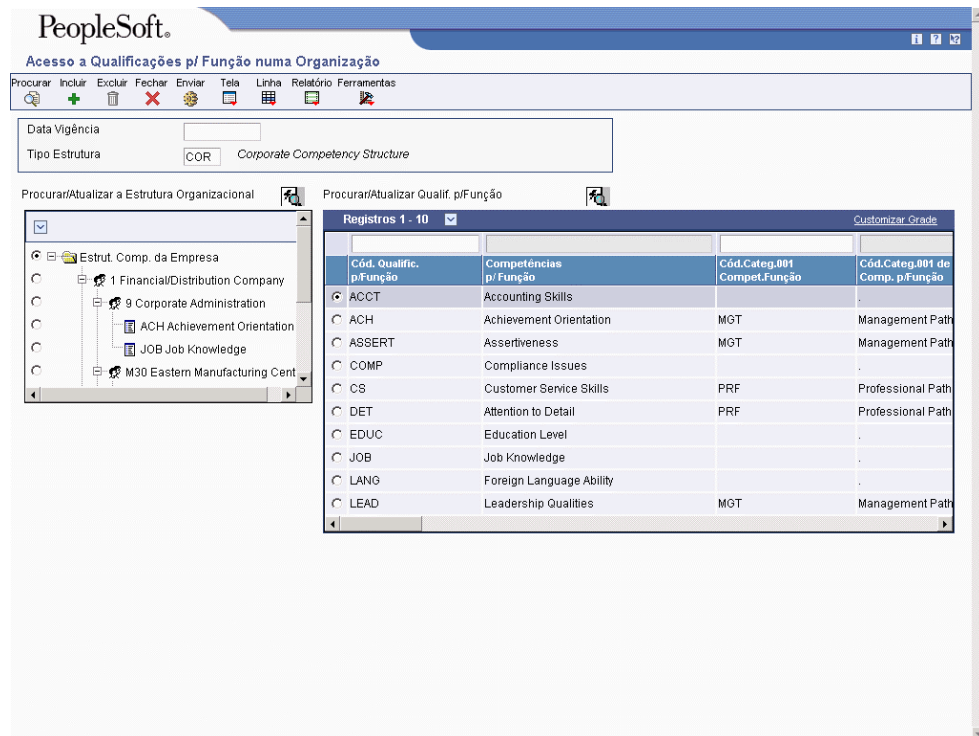 PeopleSoft®
Acesso a Qualificações p/ Função numa Organização
Procurar Incluir Excluir Fechar Enviar Tela Linha Relatório Ferramentas
Data Vigência
Tipo Estrutura COR Corporate Competency Structure
Procurar/Atualizar a Estrutura Organizacional
Procurar/Atualizar Qualif. p/Função
Estrut. Comp. da Empresa
1 Financial/Distribution Company
9 Corporate Administration
ACH Achievement Orientation
JOB Job Knowledge
M30 Eastern Manufacturing Cent
Registros 1 - 10 Customizar Grade
Cód. Qualific. p/Função Competências p/ Função Cód.Categ.001 Compet.Função Cód.Categ.001 de Comp. p/Função
ACCT Accounting Skills .
ACH Achievement Orientation MGT Management Path
ASSERT Assertiveness MGT Management Path
COMP Compliance Issues .
CS Customer Service Skills PRF Professional Path
DET Attention to Detail PRF Professional Path
EDUC Education Level .
JOB Job Knowledge .
LANG Foreign Language Ability .
LEAD Leadership Qualities MGT Management Path